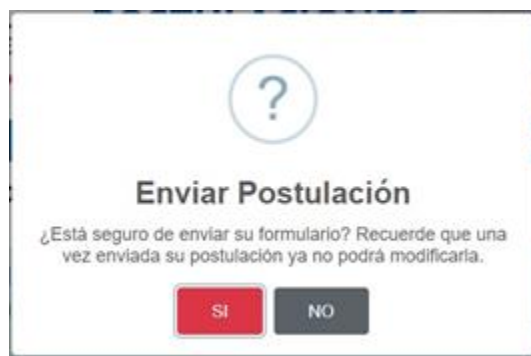 ?
Enviar Postulación
¿Está seguro de enviar su formulario? Recuerde que una
vez enviada su postulación ya no podrá modificarla.
SI
NO